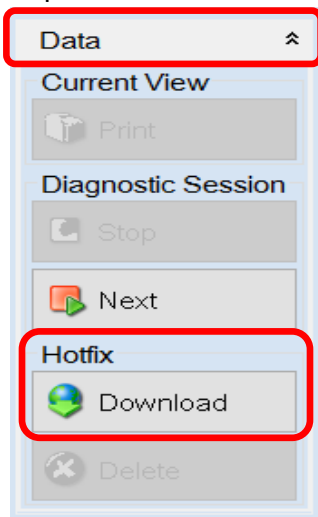 Data
Current View
Print
Diagnostic Session
Stop
Next
Hotfix
Download
Delete